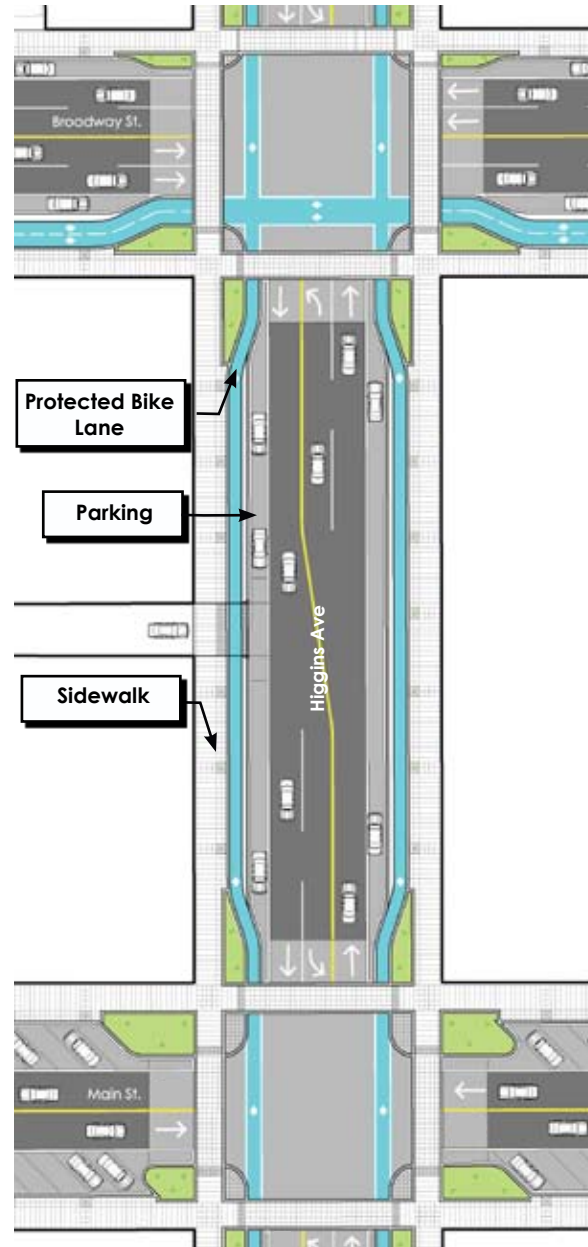 Broadway St.
Protected Bike
Lane
Parking
Higgins Ave
Sidewalk
Main St.